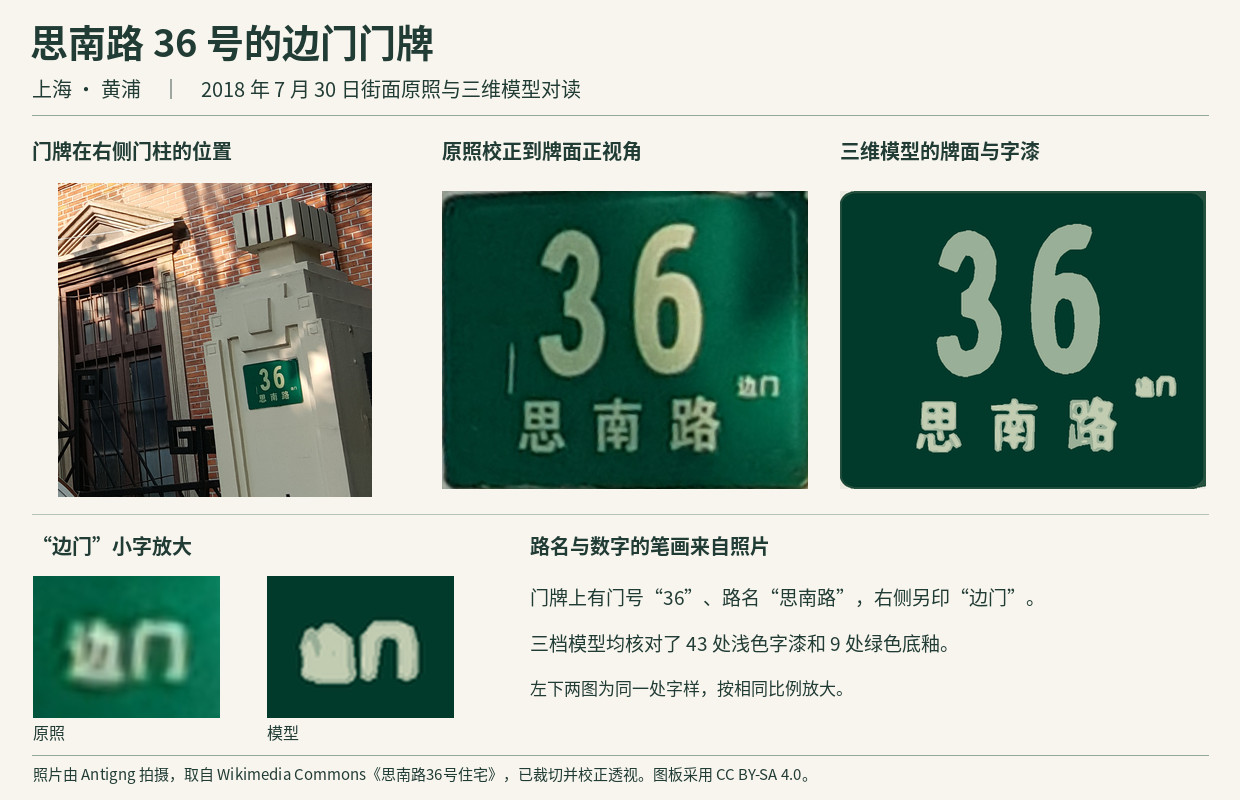 思南路 36 号的边门门牌
上海 · 黄浦 ｜ 2018 年 7 月 30 日街面原照与三维模型对读
门牌在右侧门柱的位置
原照校正到牌面正视角
三维模型的牌面与字漆
36
思南路
36
边门
思南路
36
思南路
“边门”小字放大
路名与数字的笔画来自照片
边门
门牌上有门号“36”、路名“思南路”，右侧另印“边门”。
三档模型均核对了 43 处浅色字漆和 9 处绿色底釉。
左下两图为同一处字样，按相同比例放大。
原照
模型
照片由 Antigng 拍摄，取自 Wikimedia Commons《思南路36号住宅》，已裁切并校正透视。图板采用 CC BY-SA 4.0。